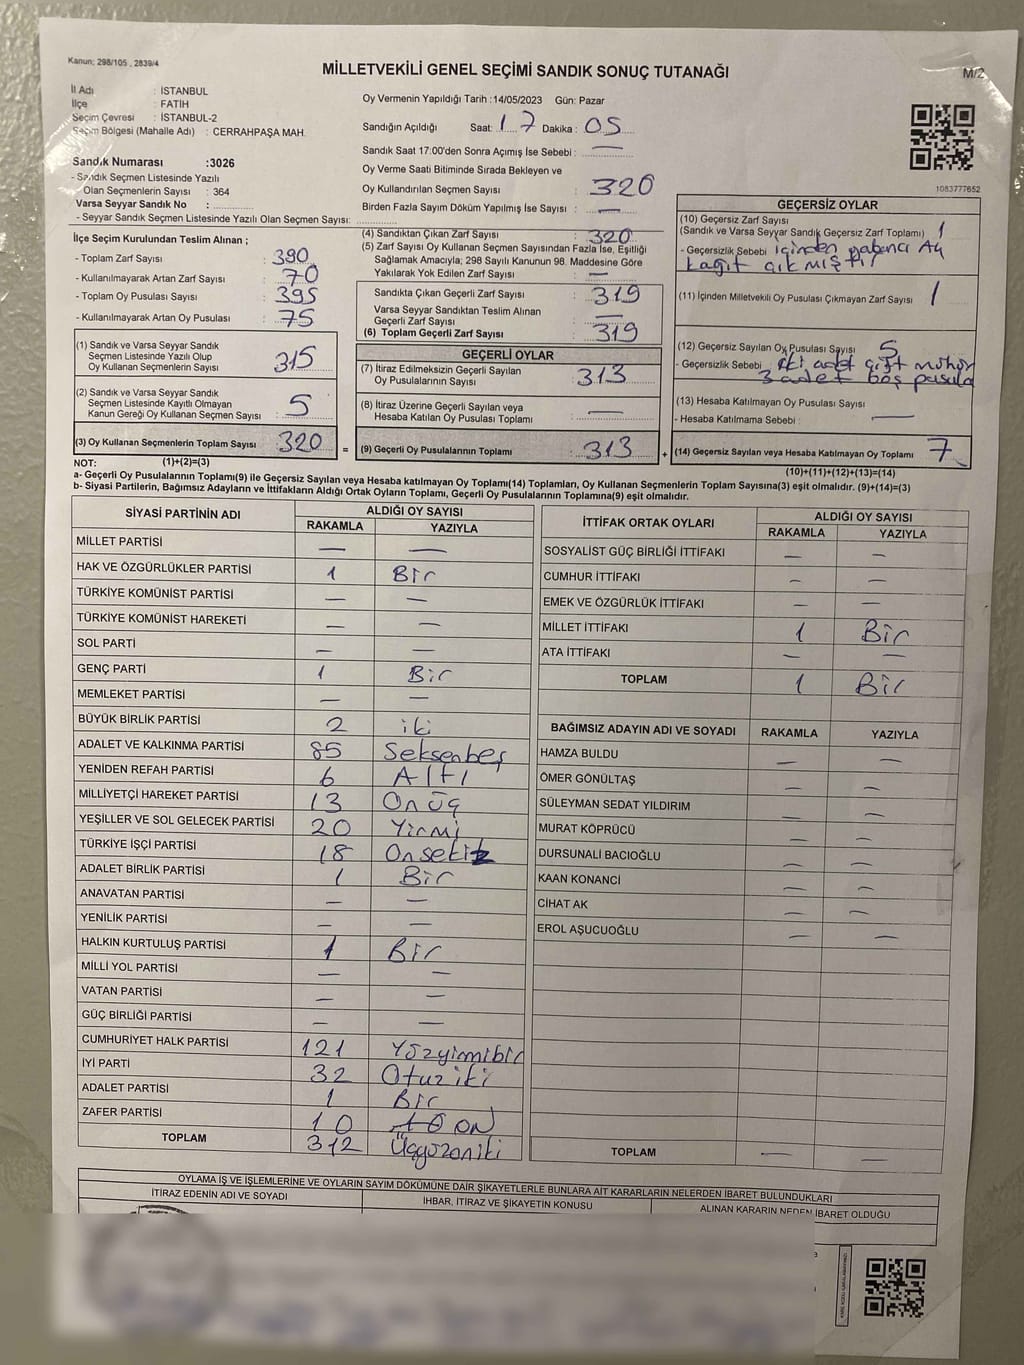 Kanun; 298/105 , 2839/4
MİLLETVEKİLİ GENEL SEÇİMİ SANDIK SONUÇ TUTANAĞI
M/2
İl Adı : İSTANBUL
İlçe : FATİH
Seçim Çevresi : İSTANBUL-2
Seçim Bölgesi (Mahalle Adı) : CERRAHPAŞA MAH.
Sandık Numarası :3026
- Sandık Seçmen Listesinde Yazılı
Olan Seçmenlerin Sayısı : 364
Varsa Seyyar Sandık No :
- Seyyar Sandık Seçmen Listesinde Yazılı Olan Seçmen Sayısı:
Oy Vermenin Yapıldığı Tarih :14/05/2023 Gün: Pazar
Sandığın Açıldığı Saat: 17 Dakika : 05
Sandık Saat 17:00'den Sonra Açımış İse Sebebi : —
Oy Verme Saati Bitiminde Sırada Bekleyen ve
Oy Kullandırılan Seçmen Sayısı : 320
Birden Fazla Sayım Döküm Yapılmış İse Sayısı : —
1083777652
İlçe Seçim Kurulundan Teslim Alınan ;
- Toplam Zarf Sayısı : 390
- Kullanılmayarak Artan Zarf Sayısı : 70
- Toplam Oy Pusulası Sayısı : 395
- Kullanılmayarak Artan Oy Pusulası : 75
(1) Sandık ve Varsa Seyyar Sandık
Seçmen Listesinde Yazılı Olup
Oy Kullanan Seçmenlerin Sayısı : 315
(2) Sandık ve Varsa Seyyar Sandık
Seçmen Listesinde Kayıtlı Olmayan
Kanun Gereği Oy Kullanan Seçmen Sayısı : 5
(3) Oy Kullanan Seçmenlerin Toplam Sayısı : 320 =
(4) Sandıktan Çıkan Zarf Sayısı : 320
(5) Zarf Sayısı Oy Kullanan Seçmen Sayısından Fazla İse, Eşitliği
Sağlamak Amacıyla; 298 Sayılı Kanunun 98. Maddesine Göre
Yakılarak Yok Edilen Zarf Sayısı : —
Sandıkta Çıkan Geçerli Zarf Sayısı : 319
Varsa Seyyar Sandıktan Teslim Alınan
Geçerli Zarf Sayısı : —
(6) Toplam Geçerli Zarf Sayısı : 319
GEÇERLİ OYLAR
(7) İtiraz Edilmeksizin Geçerli Sayılan
Oy Pusulalarının Sayısı : 313
(8) İtiraz Üzerine Geçerli Sayılan veya
Hesaba Katılan Oy Pusulası Toplamı : —
(9) Geçerli Oy Pusulalarının Toplamı : 313 +
GEÇERSİZ OYLAR
(10) Geçersiz Zarf Sayısı
(Sandık ve Varsa Seyyar Sandık Geçersiz Zarf Toplamı) : 1
- Geçersizlik Sebebi : içinden yabancı
kağıt çıkmıştır
(11) İçinden Milletvekili Oy Pusulası Çıkmayan Zarf Sayısı : 1
(12) Geçersiz Sayılan Oy Pusulası Sayısı : 5
- Geçersizlik Sebebi : iki adet çift mühür
3 adet boş pusula
(13) Hesaba Katılmayan Oy Pusulası Sayısı
- Hesaba Katılmama Sebebi : —
(14) Geçersiz Sayılan veya Hesaba Katılmayan Oy Toplamı : 7
NOT: (1)+(2)=(3)
(10)+(11)+(12)+(13)=(14)
a- Geçerli Oy Pusulalarının Toplamı(9) ile Geçersiz Sayılan veya Hesaba katılmayan Oy Toplamı(14) Toplamları, Oy Kullanan Seçmenlerin Toplam Sayısına(3) eşit olmalıdır. (9)+(14)=(3)
b- Siyasi Partilerin, Bağımsız Adayların ve İttifakların Aldığı Ortak Oyların Toplamı, Geçerli Oy Pusulalarının Toplamına(9) eşit olmalıdır.
SİYASİ PARTİNİN ADI ALDIĞI OY SAYISI
RAKAMLA YAZIYLA
MİLLET PARTİSİ — —
HAK VE ÖZGÜRLÜKLER PARTİSİ 1 Bir
TÜRKİYE KOMÜNİST PARTİSİ — —
TÜRKİYE KOMÜNİST HAREKETİ — —
SOL PARTİ — —
GENÇ PARTİ 1 Bir
MEMLEKET PARTİSİ — —
BÜYÜK BİRLİK PARTİSİ 2 iki
ADALET VE KALKINMA PARTİSİ 85 Seksenbeş
YENİDEN REFAH PARTİSİ 6 Altı
MİLLİYETÇİ HAREKET PARTİSİ 13 Onüç
YEŞİLLER VE SOL GELECEK PARTİSİ 20 Yirmi
TÜRKİYE İŞÇİ PARTİSİ 18 Onsekiz
ADALET BİRLİK PARTİSİ 1 Bir
ANAVATAN PARTİSİ — —
YENİLİK PARTİSİ — —
HALKIN KURTULUŞ PARTİSİ 1 Bir
MİLLİ YOL PARTİSİ — —
VATAN PARTİSİ — —
GÜÇ BİRLİĞİ PARTİSİ — —
CUMHURİYET HALK PARTİSİ 121 Yüzyirmibir
İYİ PARTİ 32 Otuziki
ADALET PARTİSİ 1 Bir
ZAFER PARTİSİ 10 ON
TOPLAM 312 Üçyüzoniki
İTTİFAK ORTAK OYLARI ALDIĞI OY SAYISI
RAKAMLA YAZIYLA
SOSYALİST GÜÇ BİRLİĞİ İTTİFAKI — —
CUMHUR İTTİFAKI — —
EMEK VE ÖZGÜRLÜK İTTİFAKI — —
MİLLET İTTİFAKI 1 Bir
ATA İTTİFAKI — —
TOPLAM 1 Bir
BAĞIMSIZ ADAYIN ADI VE SOYADI RAKAMLA YAZIYLA
HAMZA BULDU — —
ÖMER GÖNÜLTAŞ — —
SÜLEYMAN SEDAT YILDIRIM — —
MURAT KÖPRÜCÜ — —
DURSUNALİ BACIOĞLU — —
KAAN KONANCİ — —
CİHAT AK — —
EROL AŞUCUOĞLU — —
TOPLAM — —
OYLAMA İŞ VE İŞLEMLERİNE VE OYLARIN SAYIM DÖKÜMÜNE DAİR ŞİKAYETLERLE BUNLARA AİT KARARLARIN NELERDEN İBARET BULUNDUKLARI
İTİRAZ EDENİN ADI VE SOYADI İHBAR, İTİRAZ VE ŞİKAYETİN KONUSU ALINAN KARARIN NEDEN İBARET OLDUĞU